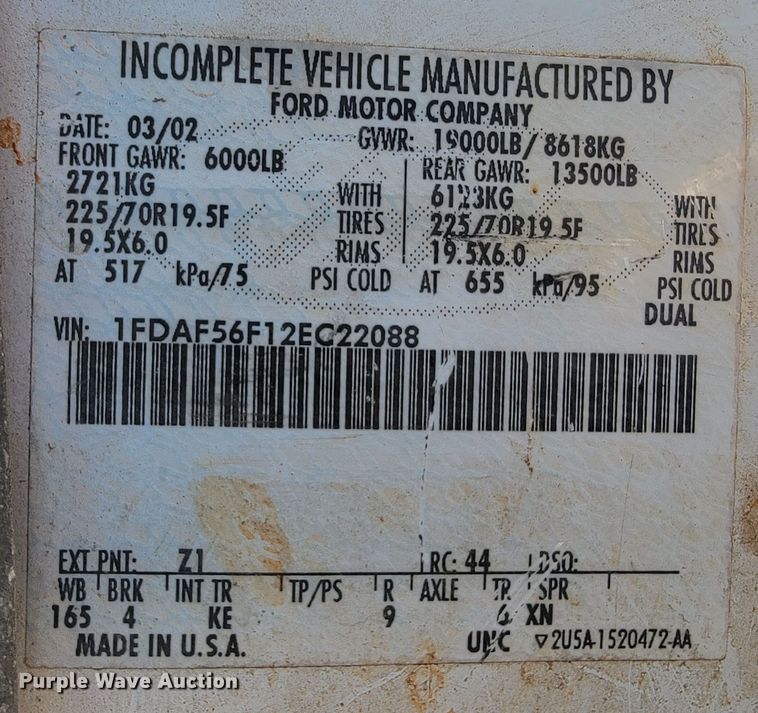 INCOMPLETE VEHICLE MANUFACTURED BY
FORD MOTOR COMPANY
DATE: 03/02 GVWR: 19000LB/ 8618KG
FRONT GAWR: 6000LB REAR GAWR: 13500LB
2721KG WITH 6123KG WITH
225/70R19.5F TIRES 225/70R19.5F TIRES
19.5X6.0 RIMS 19.5X6.0 RIMS
AT 517 kPa/75 PSI COLD AT 655 kPa/95 PSI COLD
DUAL
VIN: 1FDAF56F12EC22088
EXT PNT: Z1 RC: 44 DSO:
WB BRK INT TR TP/PS R AXLE TR SPR
165 4 KE 9 6 XN
MADE IN U.S.A. UNC ▽2U5A-1520472-AA
Purple Wave Auction